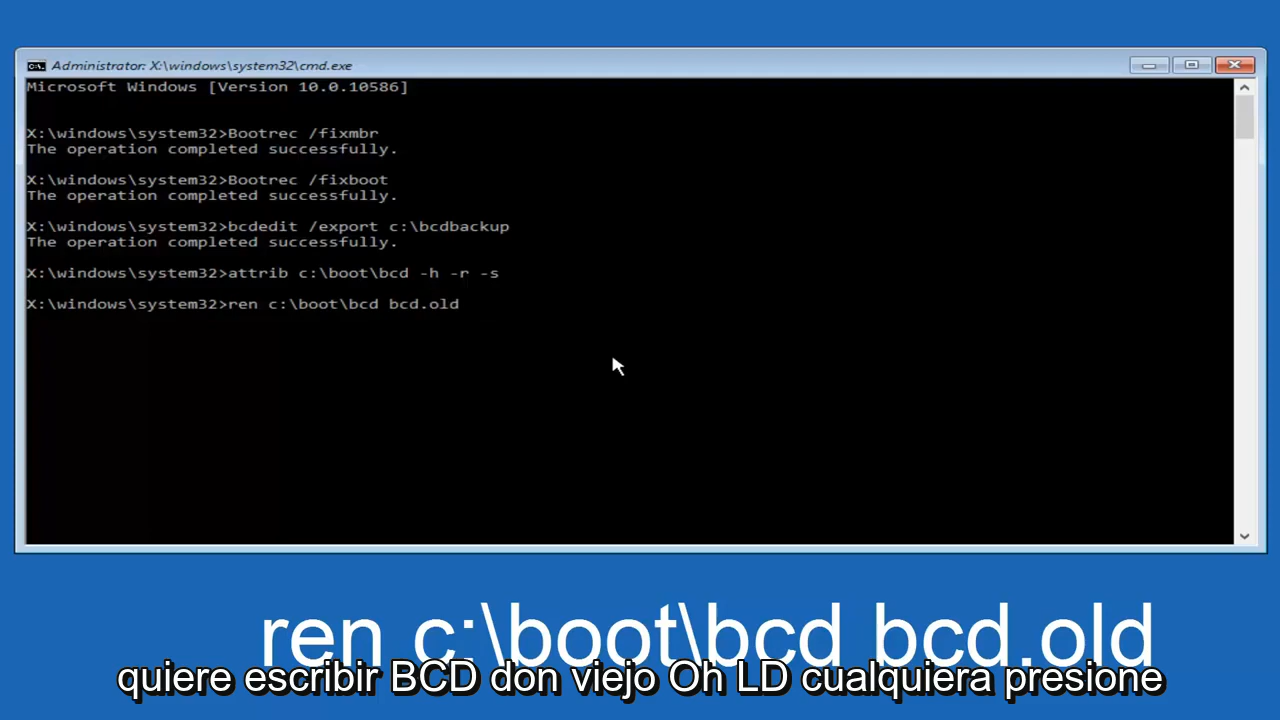 Administrator: X:\windows\system32\cmd.exe
Microsoft Windows [Version 10.0.10586]
X:\windows\system32>Bootrec /fixmbr
The operation completed successfully.
X:\windows\system32>Bootrec /fixboot
The operation completed successfully.
X:\windows\system32>bcdedit /export c:\bcdbackup
The operation completed successfully.
X:\windows\system32>attrib c:\boot\bcd -h -r -s
X:\windows\system32>ren c:\boot\bcd bcd.old
ren c:\boot\bcd bcd.old
quiere escribir BCD don viejo Oh LD cualquiera presione